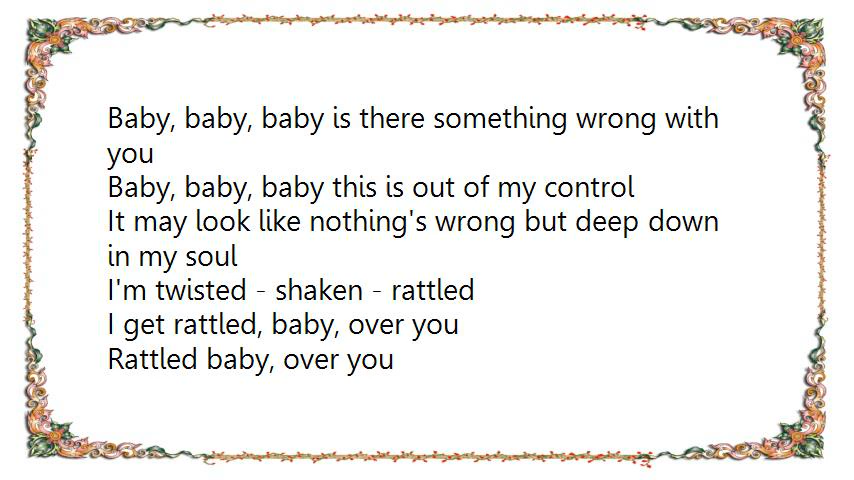 Baby, baby, baby is there something wrong with
you
Baby, baby, baby this is out of my control
It may look like nothing's wrong but deep down
in my soul
I'm twisted - shaken - rattled
I get rattled, baby, over you
Rattled baby, over you